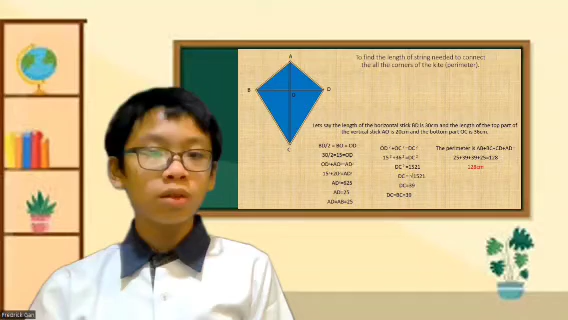 To find the length of string needed to connect
the all the corners of the kite (perimeter).
A
B
D
O
C
Lets say the length of the horizontal stick BD is 30cm and the length of the top part of
the vertical stick AO is 20cm and the bottom part OC is 36cm.
BD/2 = BO = OD
30/2=15=OD
OD²+AO²=AD²
15²+20²=AD²
AD²=625
AD=25
AD=AB=25
OD²+OC²=DC²
15²+36²=DC²
DC²=1521
DC=√1521
DC=39
DC=BC=39
The perimeter is AB+BC+CD+AD
25+39+39+25=128
128cm
Fredrick Gan